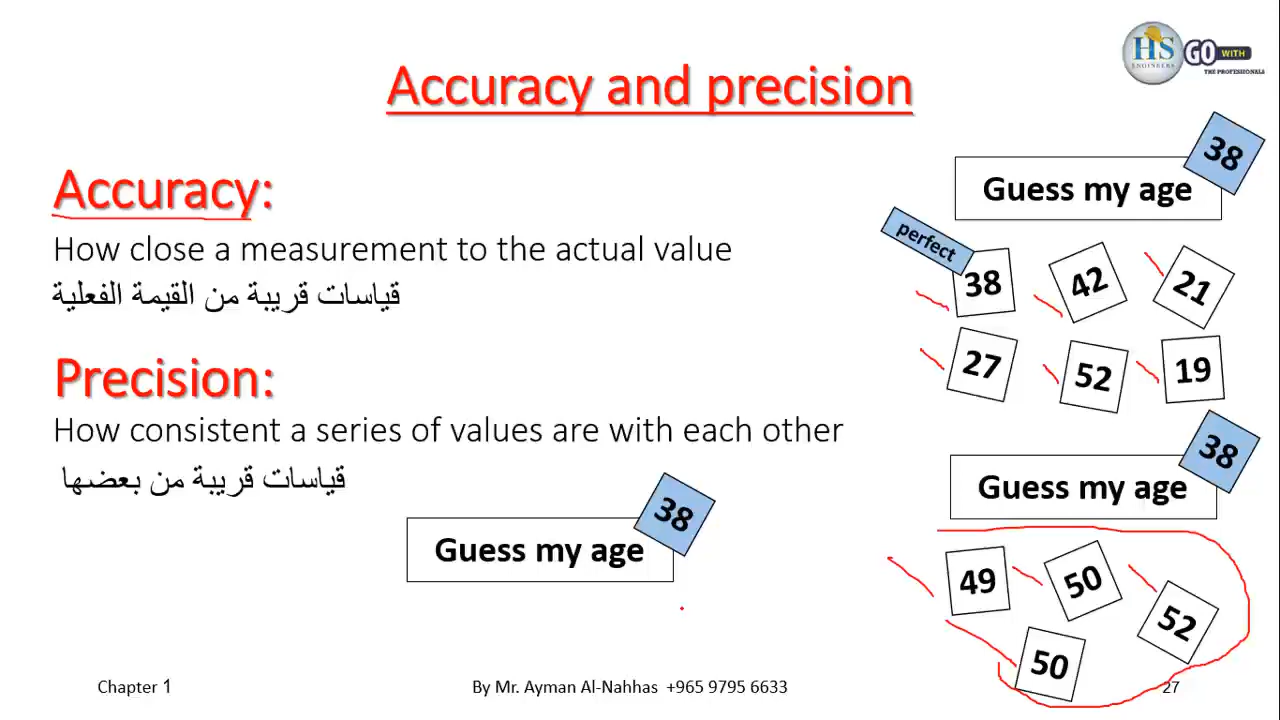 HS
ENGINEERS
GO WITH
THE PROFESSIONALS
Accuracy and precision
Accuracy:
How close a measurement to the actual value
قياسات قريبة من القيمة الفعلية
Precision:
How consistent a series of values are with each other
قياسات قريبة من بعضها
38
Guess my age
38
Guess my age
perfect
38 42 21
27 52 19
38
Guess my age
49 50 52
50
Chapter 1
By Mr. Ayman Al-Nahhas +965 9795 6633
27